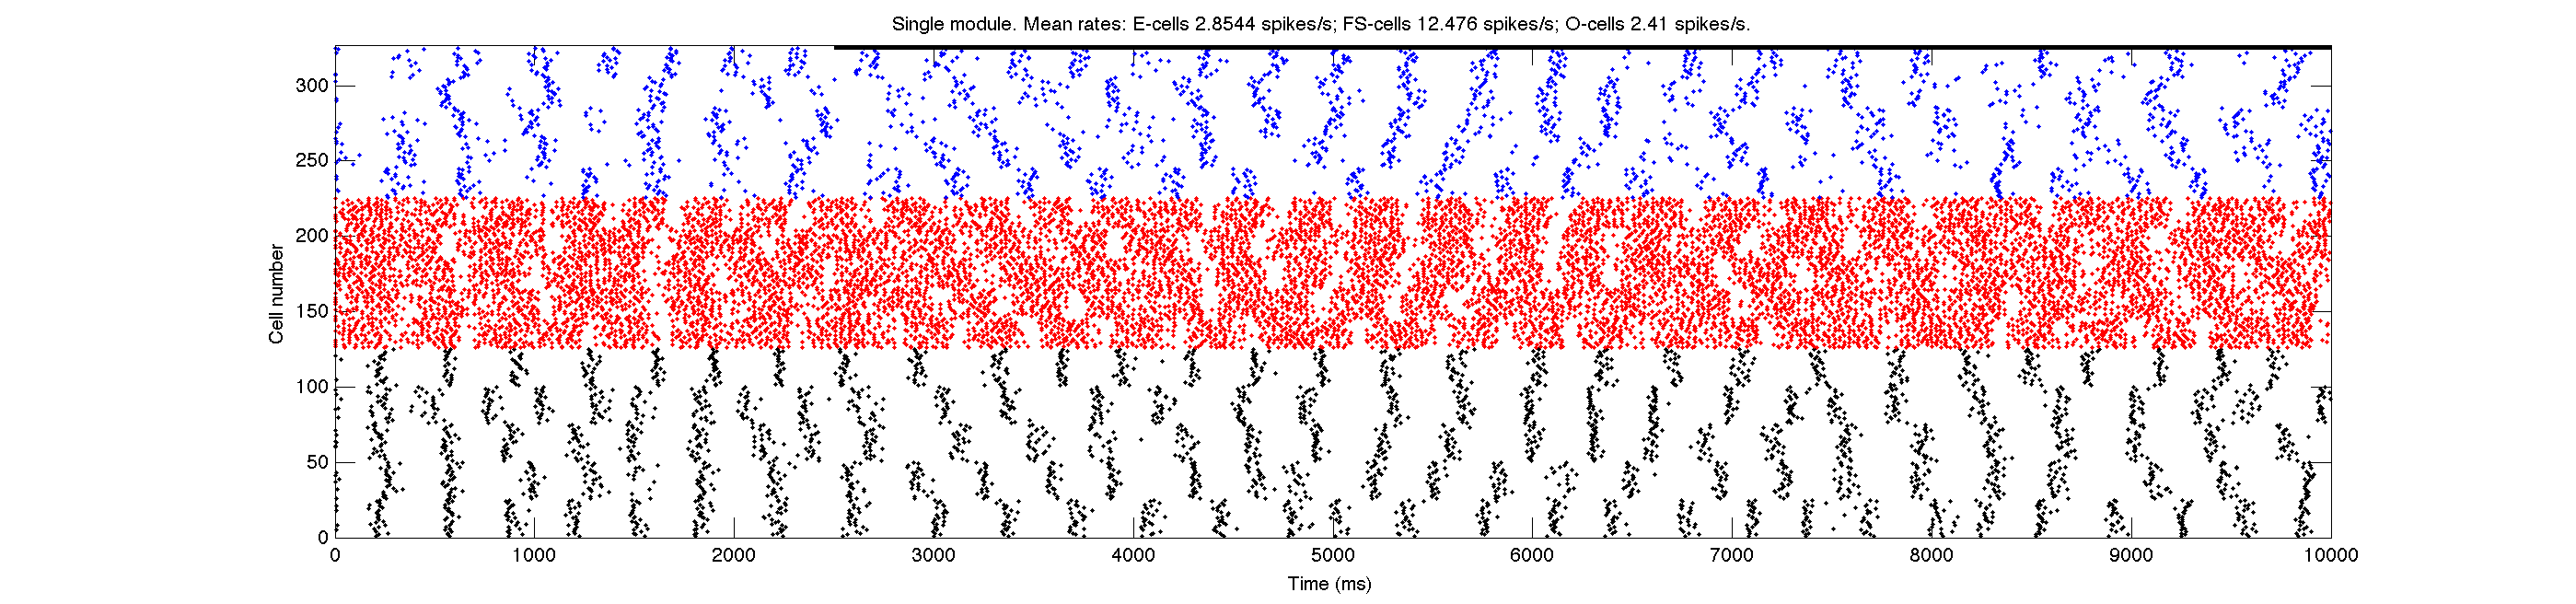 Single module. Mean rates: E-cells 2.8544 spikes/s; FS-cells 12.476 spikes/s; O-cells 2.41 spikes/s.
300
250
200
150
100
50
0
Cell number
0 1000 2000 3000 4000 5000 6000 7000 8000 9000 10000
Time (ms)